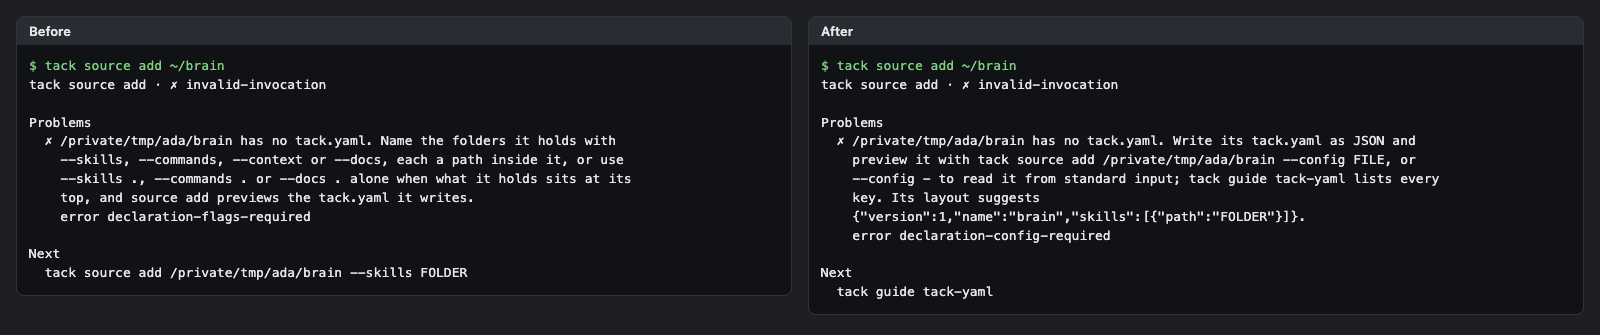 Before
$ tack source add ~/brain
tack source add · ✗ invalid-invocation
Problems
✗ /private/tmp/ada/brain has no tack.yaml. Name the folders it holds with
--skills, --commands, --context or --docs, each a path inside it, or use
--skills ., --commands . or --docs . alone when what it holds sits at its
top, and source add previews the tack.yaml it writes.
error declaration-flags-required
Next
tack source add /private/tmp/ada/brain --skills FOLDER
After
$ tack source add ~/brain
tack source add · ✗ invalid-invocation
Problems
✗ /private/tmp/ada/brain has no tack.yaml. Write its tack.yaml as JSON and
preview it with tack source add /private/tmp/ada/brain --config FILE, or
--config - to read it from standard input; tack guide tack-yaml lists every
key. Its layout suggests
{"version":1,"name":"brain","skills":[{"path":"FOLDER"}]}.
error declaration-config-required
Next
tack guide tack-yaml